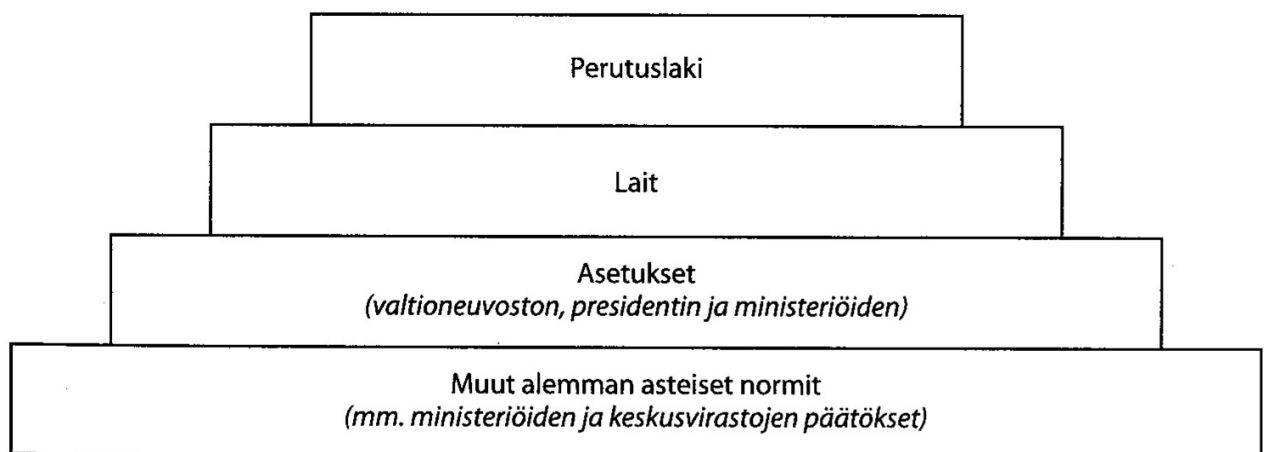 Perutuslaki
Lait
Asetukset
(valtioneuvoston, presidentin ja ministeriöiden)
Muut alemman asteiset normit
(mm. ministeriöiden ja keskusvirastojen päätökset)